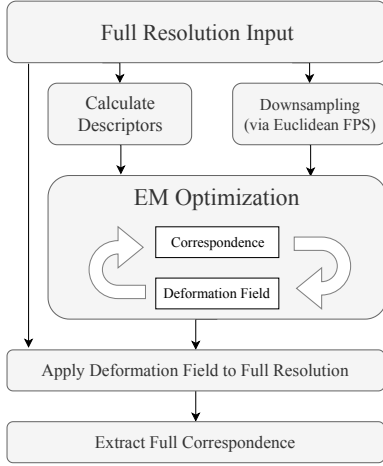 Full Resolution Input
Calculate
Descriptors
Downsampling
(via Euclidean FPS)
EM Optimization
Correspondence
Deformation Field
Apply Deformation Field to Full Resolution
Extract Full Correspondence